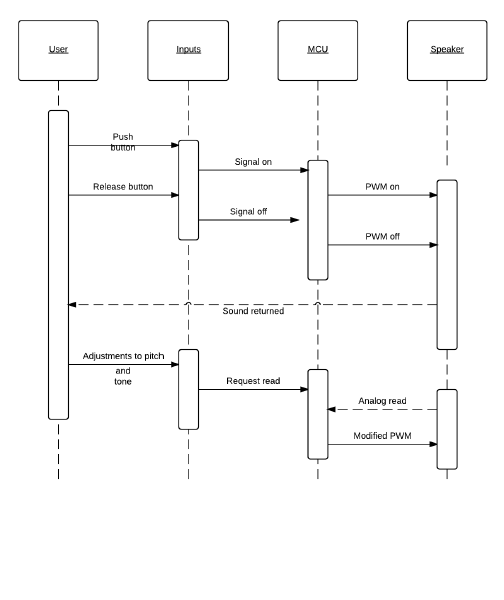 User
Inputs
MCU
Speaker
Push
button
Signal on
Release button
PWM on
Signal off
PWM off
Sound returned
Adjustments to pitch
and
tone
Request read
Analog read
Modified PWM